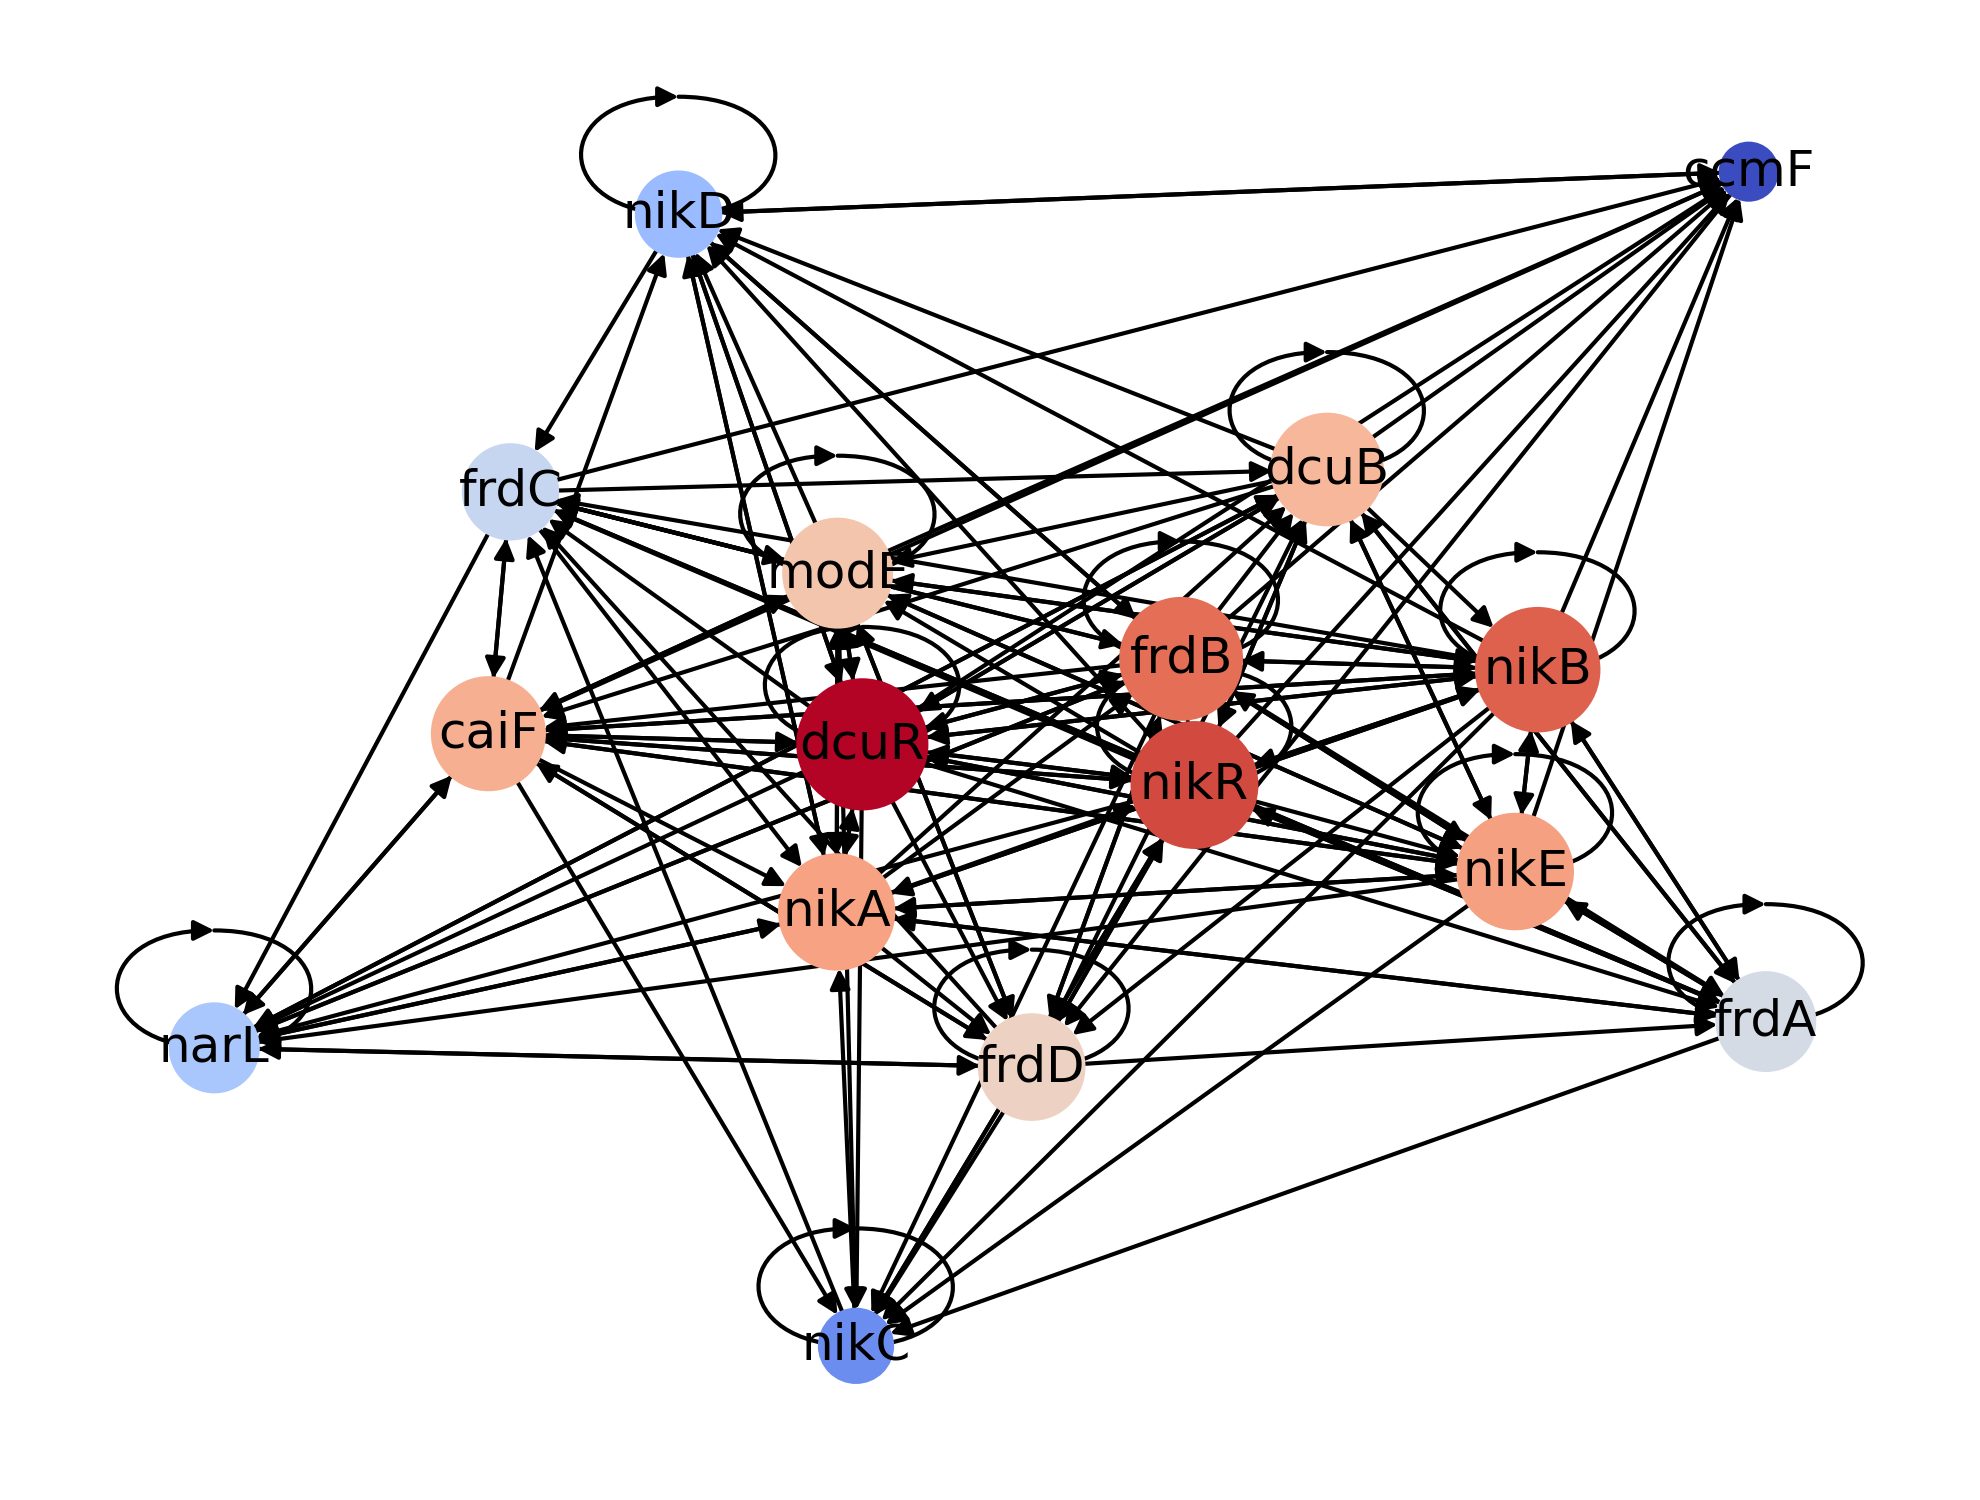 ccmF
nikD
dcuB
frdC
modE
frdB
nikB
caiF
dcuR
nikR
nikE
nikA
frdA
narL
frdD
nikC